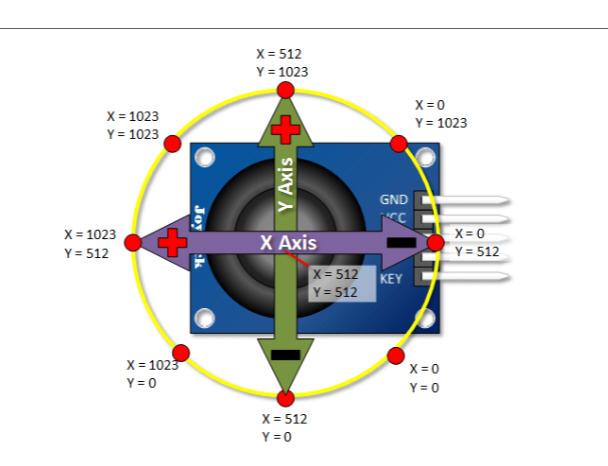 X = 512
Y = 1023
X = 0
Y = 1023
X = 1023
Y = 1023
GND
VCC
Y Axis
X = 1023
Y = 512
X Axis
X = 0
Y = 512
X = 512
Y = 512
KEY
X = 1023
Y = 0
X = 0
Y = 0
X = 512
Y = 0